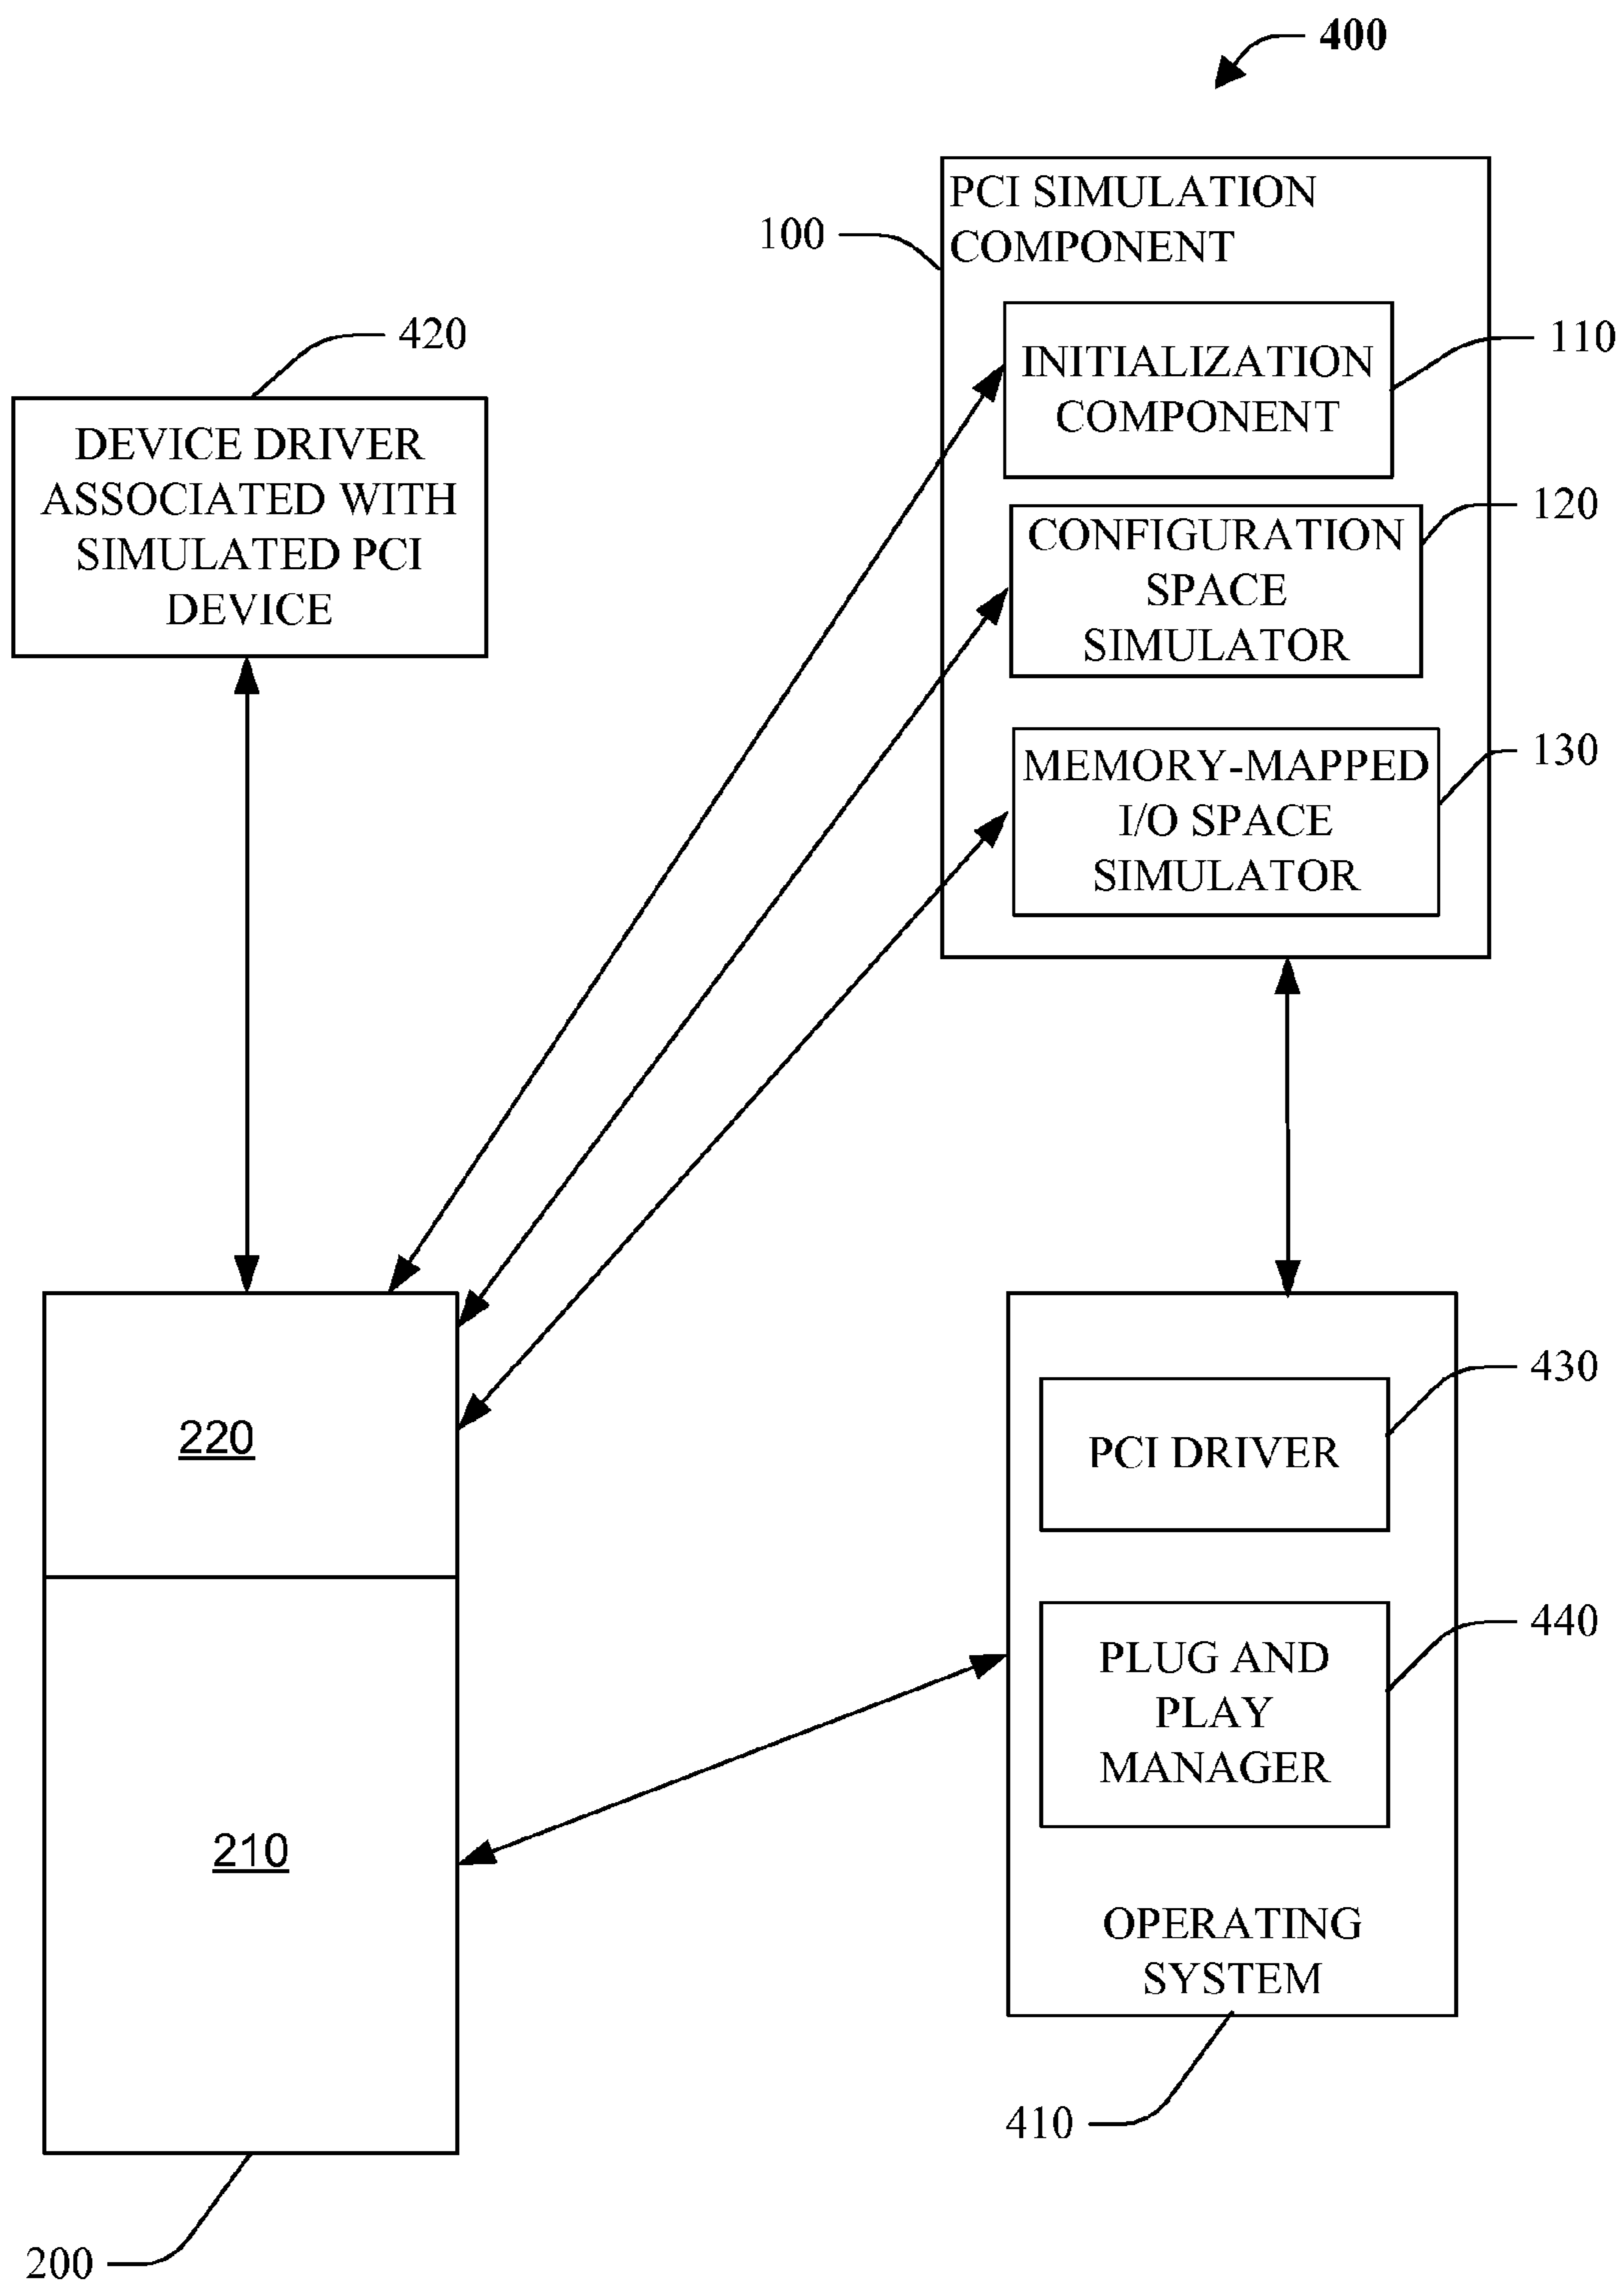 400
PCI SIMULATION
COMPONENT
100
INITIALIZATION
COMPONENT
110
420
DEVICE DRIVER
ASSOCIATED WITH
SIMULATED PCI
DEVICE
CONFIGURATION
SPACE
SIMULATOR
120
MEMORY-MAPPED
I/O SPACE
SIMULATOR
130
220
210
200
PCI DRIVER
430
PLUG AND
PLAY
MANAGER
440
OPERATING
SYSTEM
410